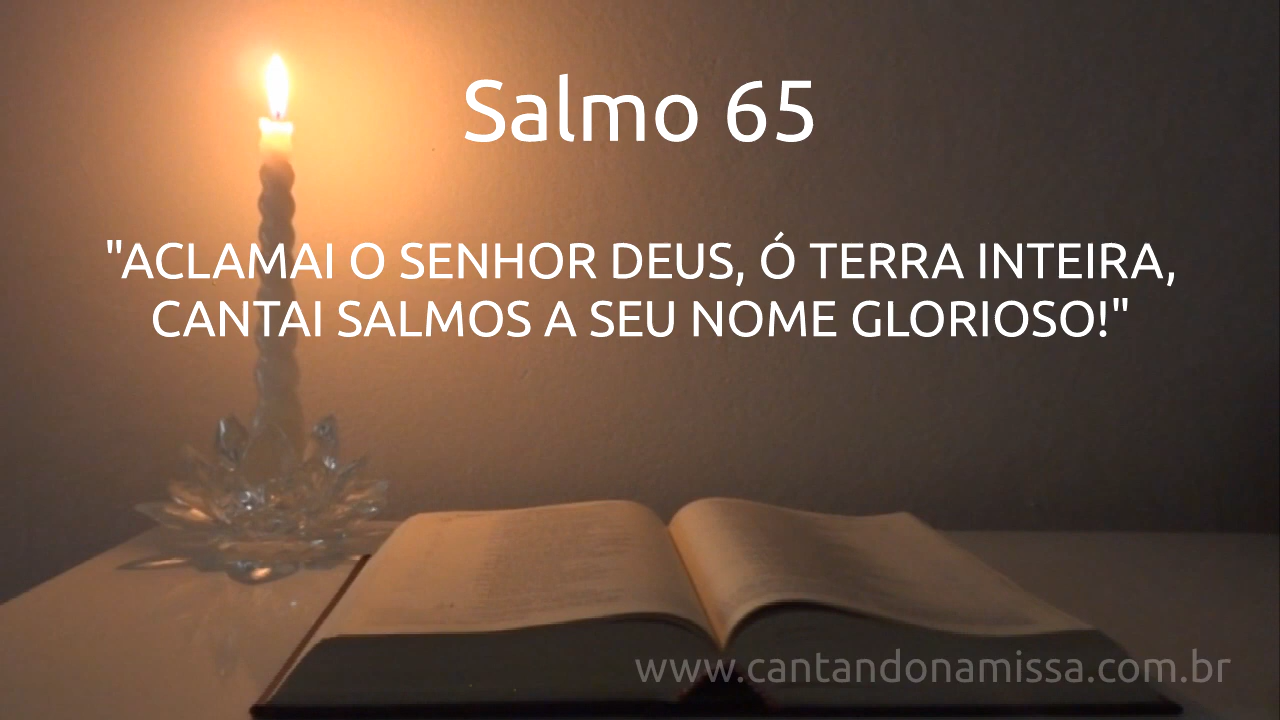 Salmo 65
"ACLAMAI O SENHOR DEUS, Ó TERRA INTEIRA,
CANTAI SALMOS A SEU NOME GLORIOSO!"
www.cantandonamissa.com.br